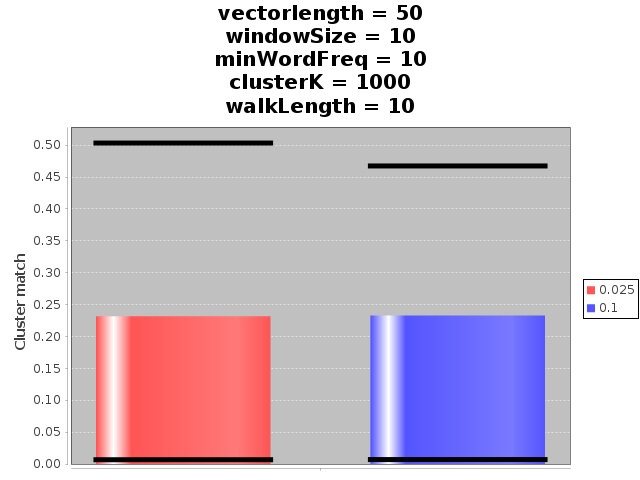 vectorlength = 50
windowSize = 10
minWordFreq = 10
clusterK = 1000
walkLength = 10
Cluster match
0.50
0.45
0.40
0.35
0.30
0.25
0.20
0.15
0.10
0.05
0.00
0.025
0.1